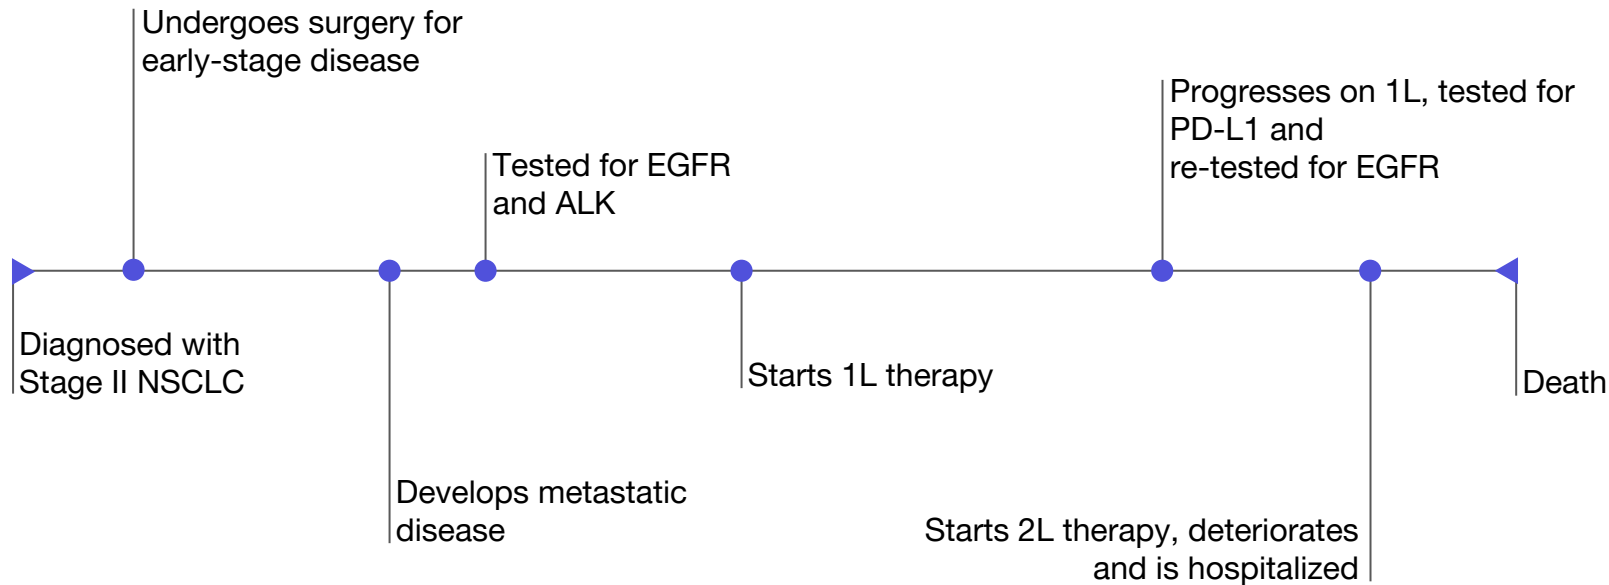 Undergoes surgery for
early-stage disease
Progresses on 1L, tested for
PD-L1 and
re-tested for EGFR
Tested for EGFR
and ALK
Diagnosed with
Stage II NSCLC
Starts 1L therapy
Death
Develops metastatic
disease
Starts 2L therapy, deteriorates
and is hospitalized